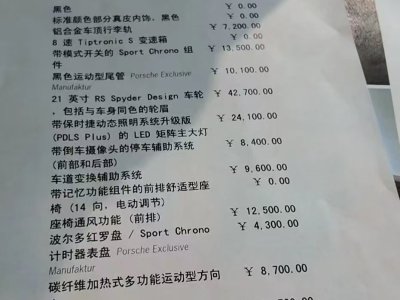 黑色 ￥ 0.00
标准颜色部分真皮内饰，黑色 ￥ 0.00
铝合金车顶行李轨 ￥ 7,200.00
8 速 Tiptronic S 变速箱 ￥ 0.00
带模式开关的 Sport Chrono 组 ￥ 13,500.00
件
黑色运动型尾管 Porsche Exclusive ￥ 10,100.00
Manufaktur
21 英寸 RS Spyder Design 车轮 ￥ 42,700.00
，包括与车身同色的轮眉
带保时捷动态照明系统升级版 ￥ 24,100.00
(PDLS Plus) 的 LED 矩阵主大灯
带倒车摄像头的停车辅助系统 ￥ 8,400.00
(前部和后部)
车道变换辅助系统 ￥ 9,600.00
带记忆功能组件的前排舒适型座 ￥ 0.00
椅 (14 向，电动调节)
座椅通风功能 (前排) ￥ 12,500.00
波尔多红罗盘 / Sport Chrono ￥ 4,300.00
计时器表盘 Porsche Exclusive
Manufaktur
碳纤维加热式多功能运动型方向 ￥ 8,700.00